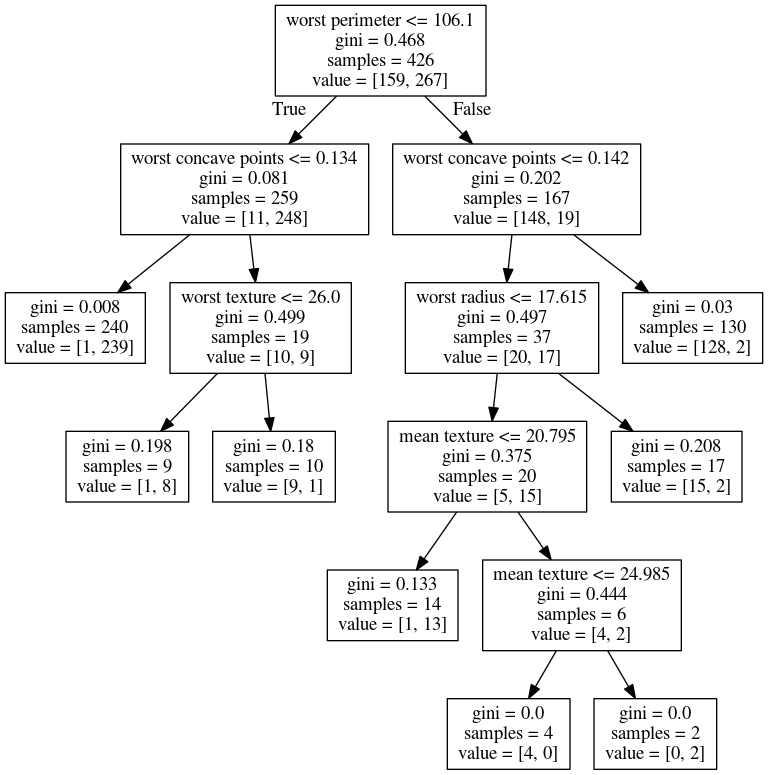 worst perimeter <= 106.1
gini = 0.468
samples = 426
value = [159, 267]
True
False
worst concave points <= 0.134
gini = 0.081
samples = 259
value = [11, 248]
worst concave points <= 0.142
gini = 0.202
samples = 167
value = [148, 19]
gini = 0.008
samples = 240
value = [1, 239]
worst texture <= 26.0
gini = 0.499
samples = 19
value = [10, 9]
worst radius <= 17.615
gini = 0.497
samples = 37
value = [20, 17]
gini = 0.03
samples = 130
value = [128, 2]
gini = 0.198
samples = 9
value = [1, 8]
gini = 0.18
samples = 10
value = [9, 1]
mean texture <= 20.795
gini = 0.375
samples = 20
value = [5, 15]
gini = 0.208
samples = 17
value = [15, 2]
gini = 0.133
samples = 14
value = [1, 13]
mean texture <= 24.985
gini = 0.444
samples = 6
value = [4, 2]
gini = 0.0
samples = 4
value = [4, 0]
gini = 0.0
samples = 2
value = [0, 2]